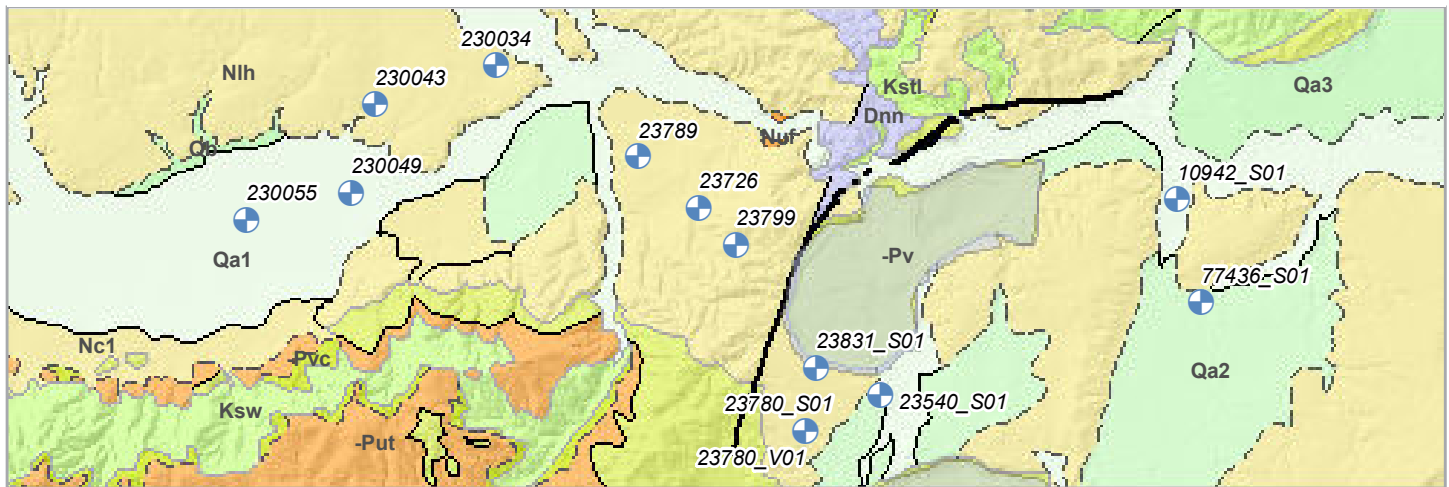 230034
Nlh
230043
Qa3
Kstl
Dnn
23789
Nuf
Qb
230049
10942_S01
23726
230055
23799
Qa1
-Pv
77436_S01
23831_S01
Nc1
-Pvc
Qa2
Ksw
23780_S01
23540_S01
-Put
23780_V01